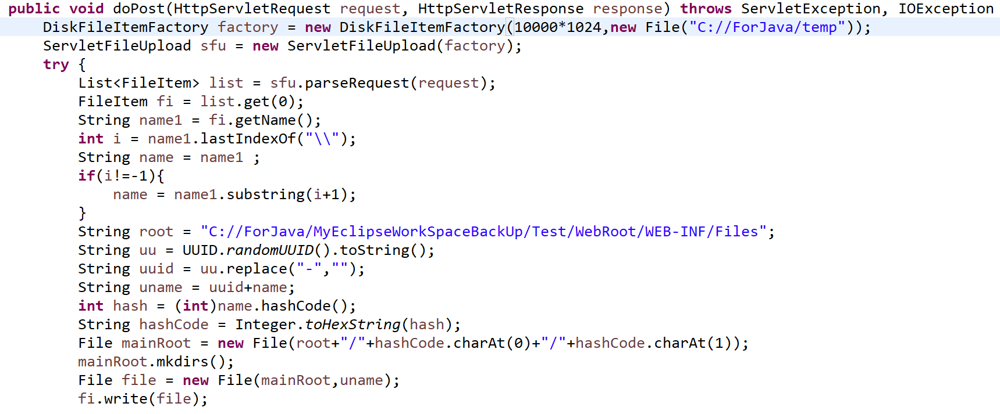 public void doPost(HttpServletRequest request, HttpServletResponse response) throws ServletException, IOException
    DiskFileItemFactory factory = new DiskFileItemFactory(10000*1024,new File("C://ForJava/temp"));
    ServletFileUpload sfu = new ServletFileUpload(factory);
    try {
        List<FileItem> list = sfu.parseRequest(request);
        FileItem fi = list.get(0);
        String name1 = fi.getName();
        int i = name1.lastIndexOf("\\");
        String name = name1 ;
        if(i!=-1){
            name = name1.substring(i+1);
        }
        String root = "C://ForJava/MyEclipseWorkSpaceBackUp/Test/WebRoot/WEB-INF/Files";
        String uu = UUID.randomUUID().toString();
        String uuid = uu.replace("-","");
        String uname = uuid+name;
        int hash = (int)name.hashCode();
        String hashCode = Integer.toHexString(hash);
        File mainRoot = new File(root+"/"+hashCode.charAt(0)+"/"+hashCode.charAt(1));
        mainRoot.mkdirs();
        File file = new File(mainRoot,uname);
        fi.write(file);